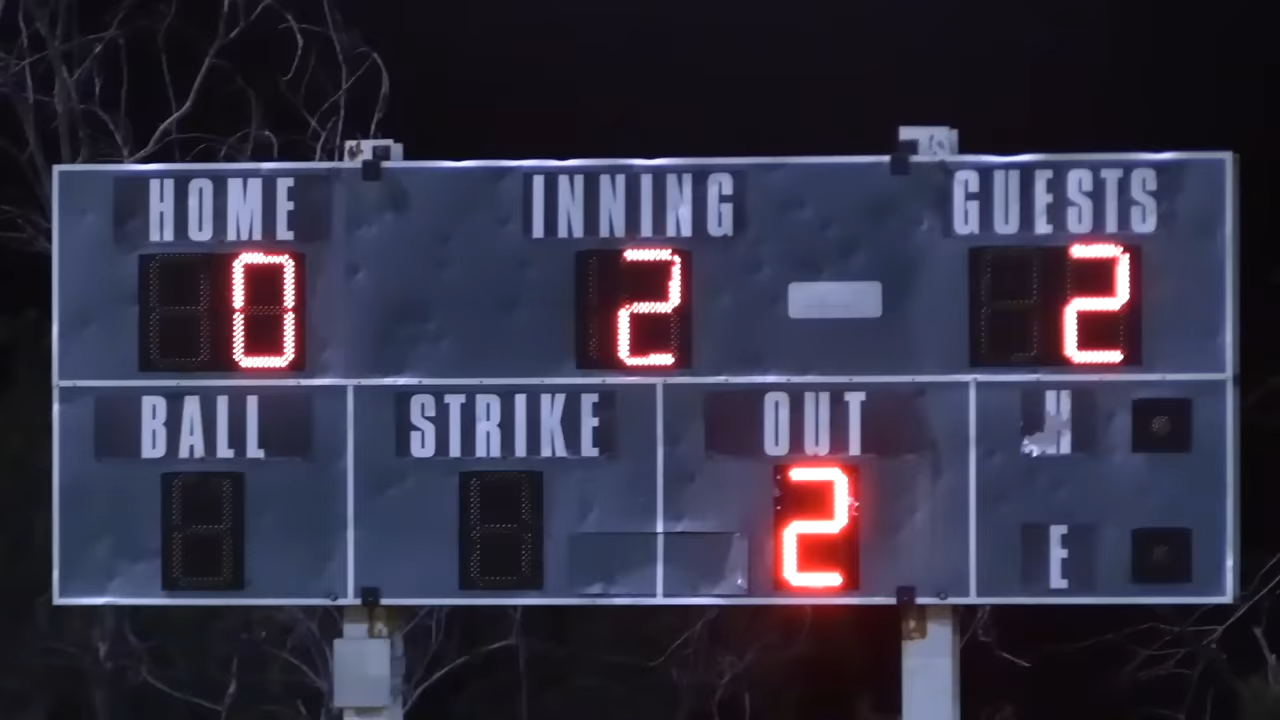 HOME INNING GUESTS
0 2 2
BALL STRIKE OUT H
2 E